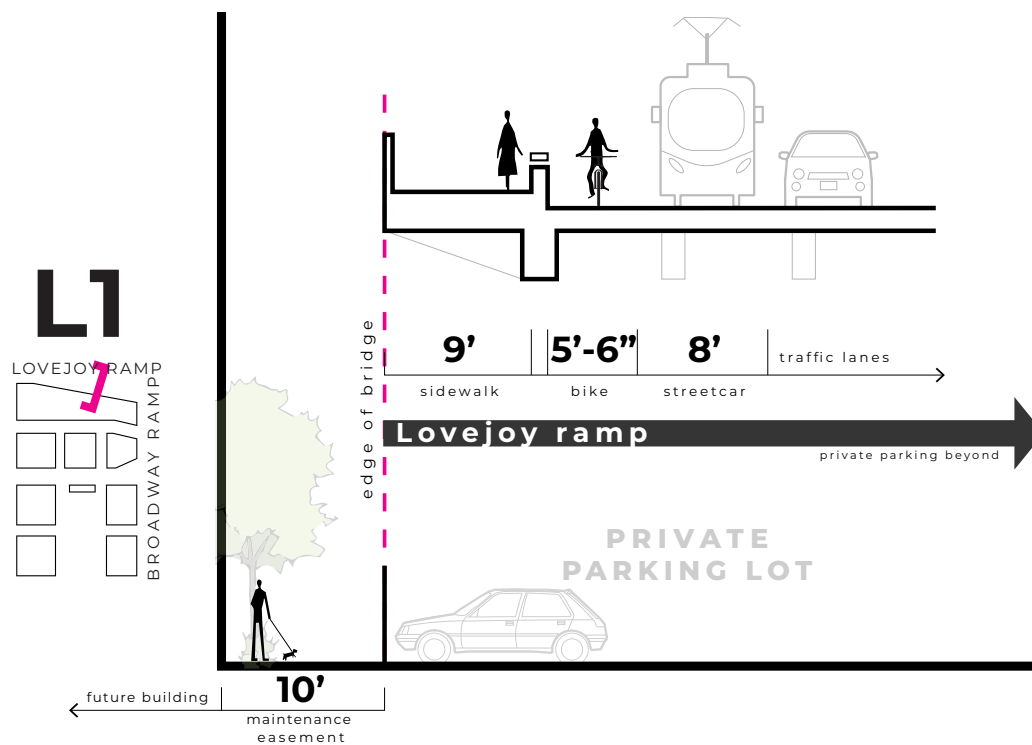 L1
LOVEJOY RAMP
BROADWAY RAMP
edge of bridge
9’
5’-6”
8’
traffic lanes
sidewalk
bike
streetcar
Lovejoy ramp
private parking beyond
PRIVATE
PARKING LOT
future building
10’
maintenance
easement